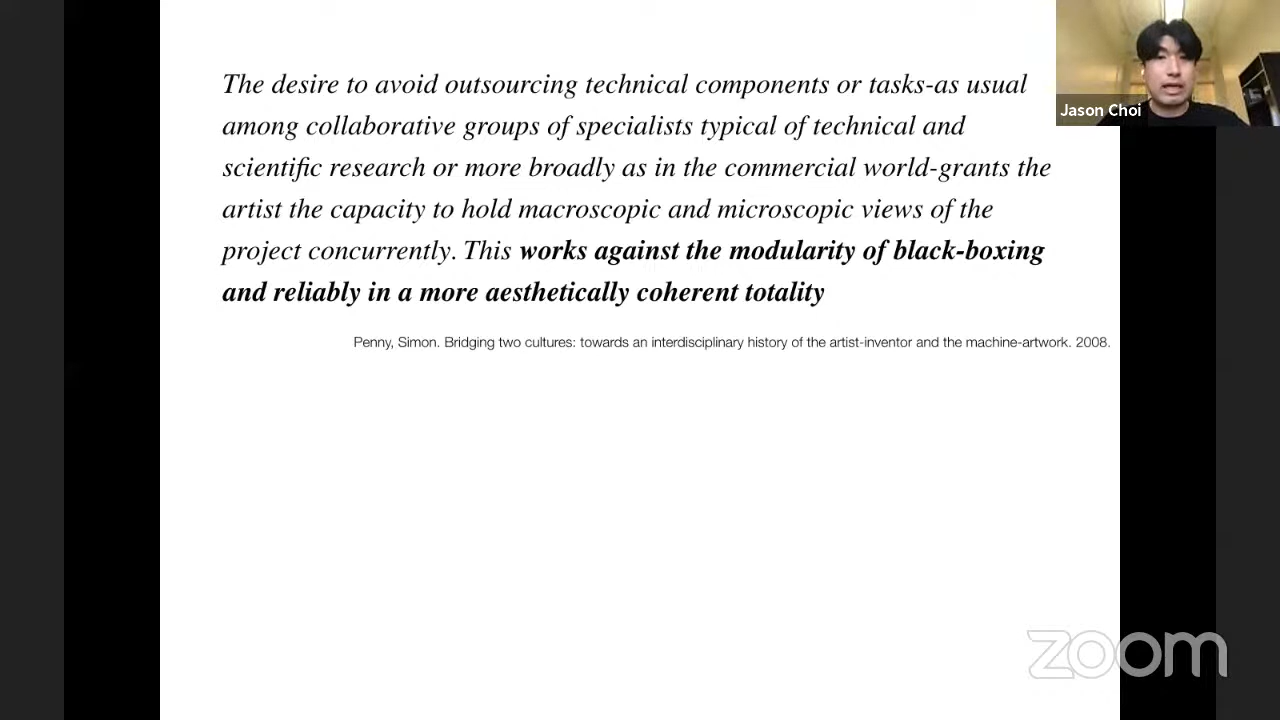 The desire to avoid outsourcing technical components or tasks-as usual
among collaborative groups of specialists typical of technical and
scientific research or more broadly as in the commercial world-grants the
artist the capacity to hold macroscopic and microscopic views of the
project concurrently. This works against the modularity of black-boxing
and reliably in a more aesthetically coherent totality
Penny, Simon. Bridging two cultures: towards an interdisciplinary history of the artist-inventor and the machine-artwork. 2008.
Jason Choi
zoom